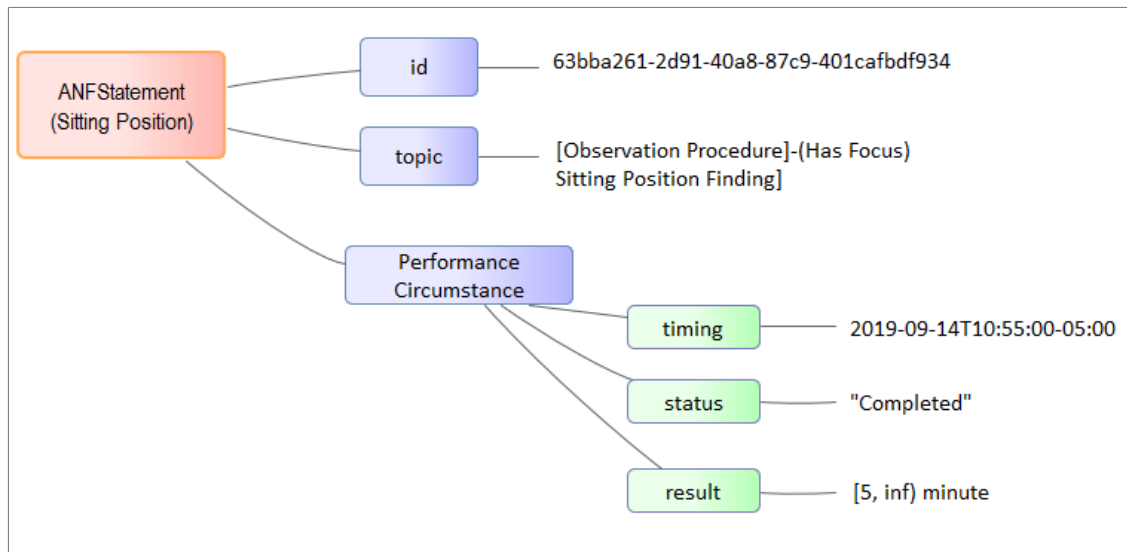 ANFStatement
(Sitting Position)
id
63bba261-2d91-40a8-87c9-401cafbdf934
topic
[Observation Procedure]-(Has Focus)
Sitting Position Finding]
Performance
Circumstance
timing
2019-09-14T10:55:00-05:00
status
"Completed"
result
[5, inf) minute